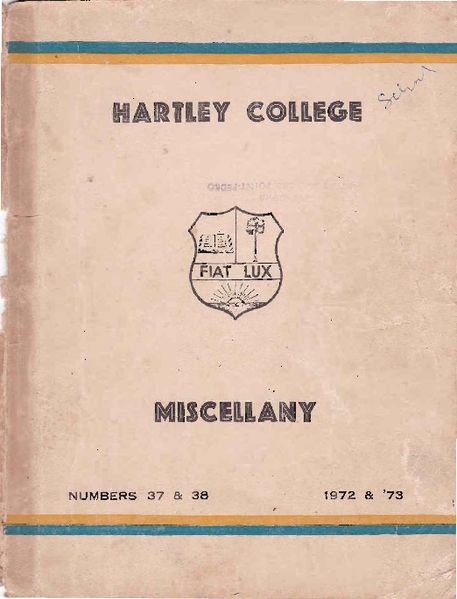 HARTLEY COLLEGE
FIAT LUX
MISCELLANY
NUMBERS 37 & 38 1972 & '73